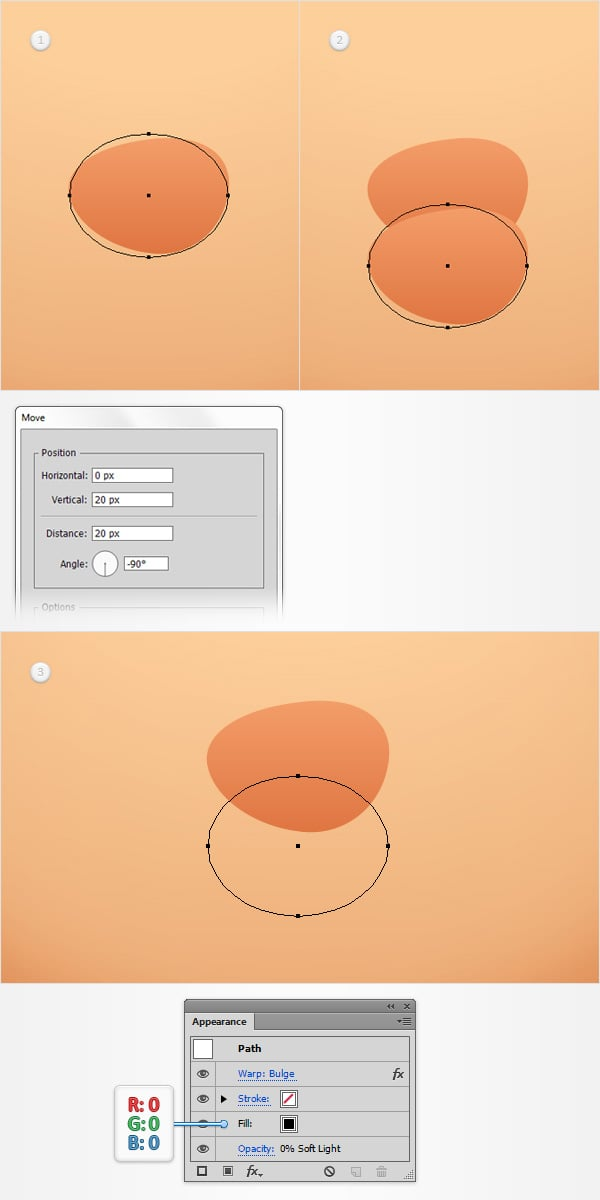 1
2
Move
Position
Horizontal: 0 px
Vertical: 20 px
Distance: 20 px
Angle: -90°
Options
3
Appearance
Path
Warp: Bulge fx
Stroke:
R: 0
G: 0
B: 0
Fill:
Opacity: 0% Soft Light
fx